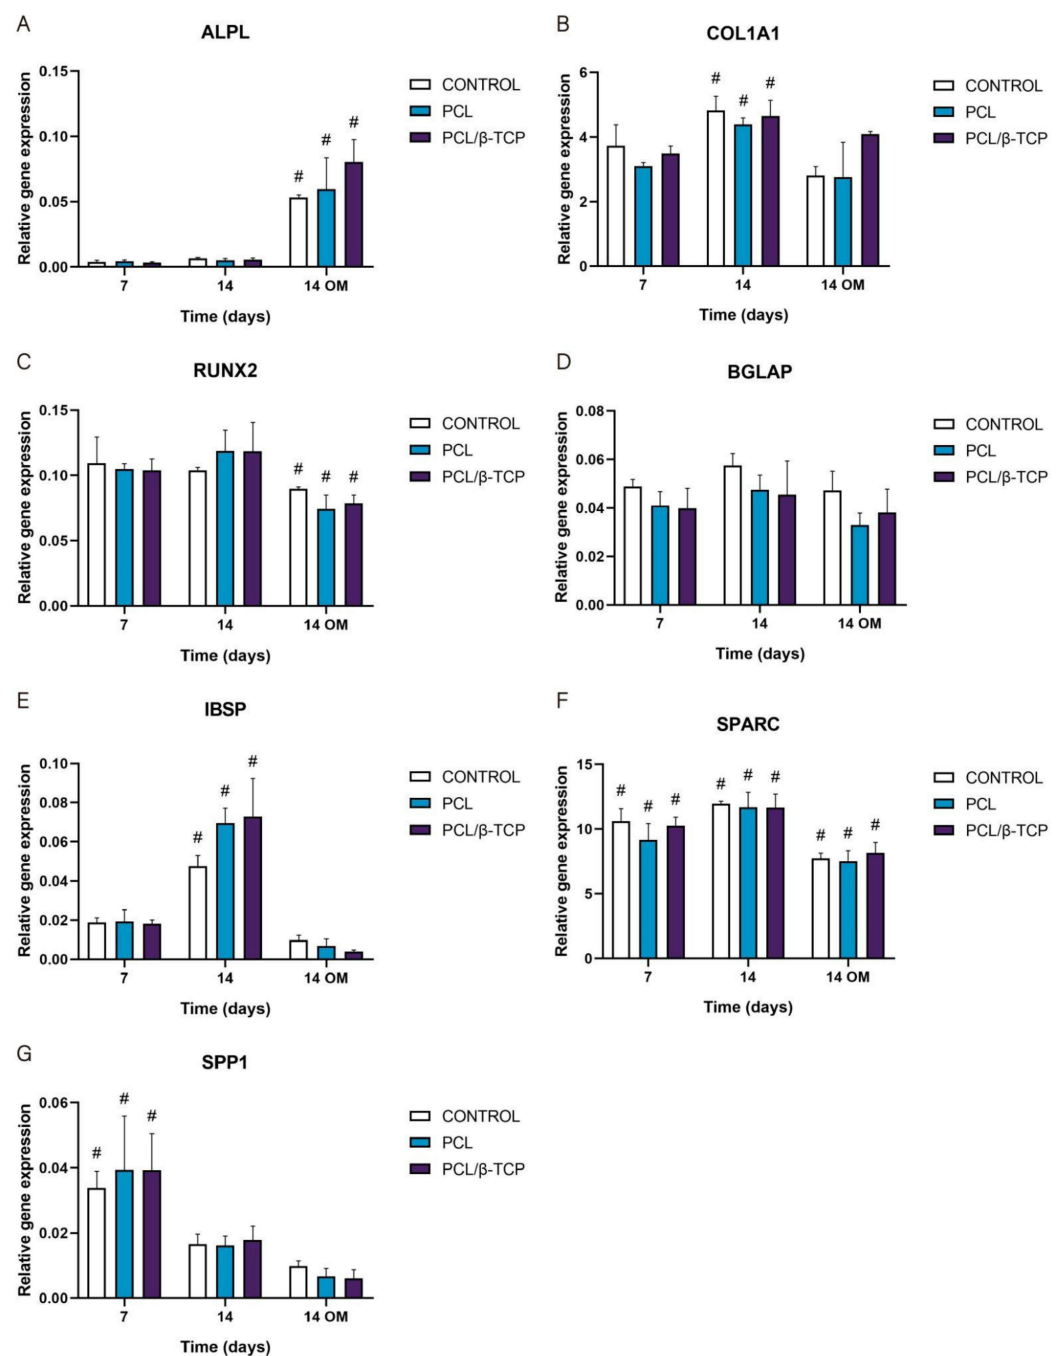 A
ALPL
Relative gene expression
0.15
0.10
0.05
0.00
# # #
7 14 14 OM
Time (days)
CONTROL
PCL
PCL/β-TCP
B
COL1A1
Relative gene expression
6
4
2
0
# # #
7 14 14 OM
Time (days)
CONTROL
PCL
PCL/β-TCP
C
RUNX2
Relative gene expression
0.15
0.10
0.05
0.00
# # #
7 14 14 OM
Time (days)
CONTROL
PCL
PCL/β-TCP
D
BGLAP
Relative gene expression
0.08
0.06
0.04
0.02
0.00
7 14 14 OM
Time (days)
CONTROL
PCL
PCL/β-TCP
E
IBSP
Relative gene expression
0.10
0.08
0.06
0.04
0.02
0.00
# # #
7 14 14 OM
Time (days)
CONTROL
PCL
PCL/β-TCP
F
SPARC
Relative gene expression
15
10
5
0
# # # # # # # # #
7 14 14 OM
Time (days)
CONTROL
PCL
PCL/β-TCP
G
SPP1
Relative gene expression
0.06
0.04
0.02
0.00
# # #
7 14 14 OM
Time (days)
CONTROL
PCL
PCL/β-TCP